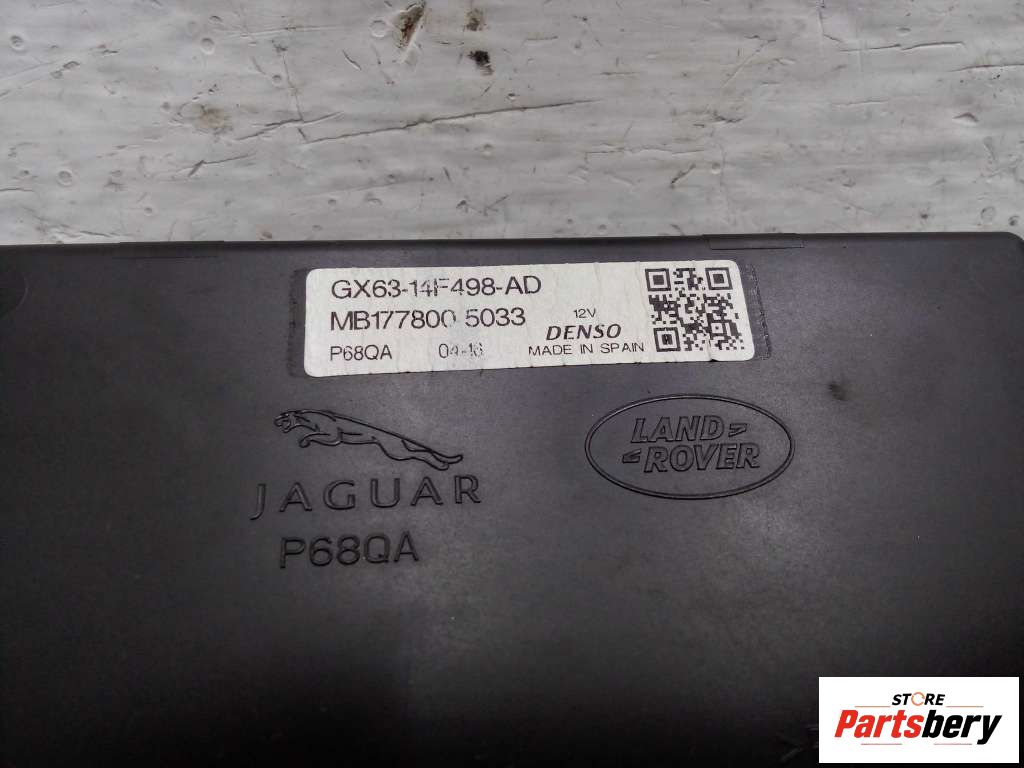 GX63-14F498-AD
MB177800 5033
12V
DENSO
P68QA 04-16
MADE IN SPAIN
JAGUAR
P68QA
LAND
ROVER
STORE
Partsbery